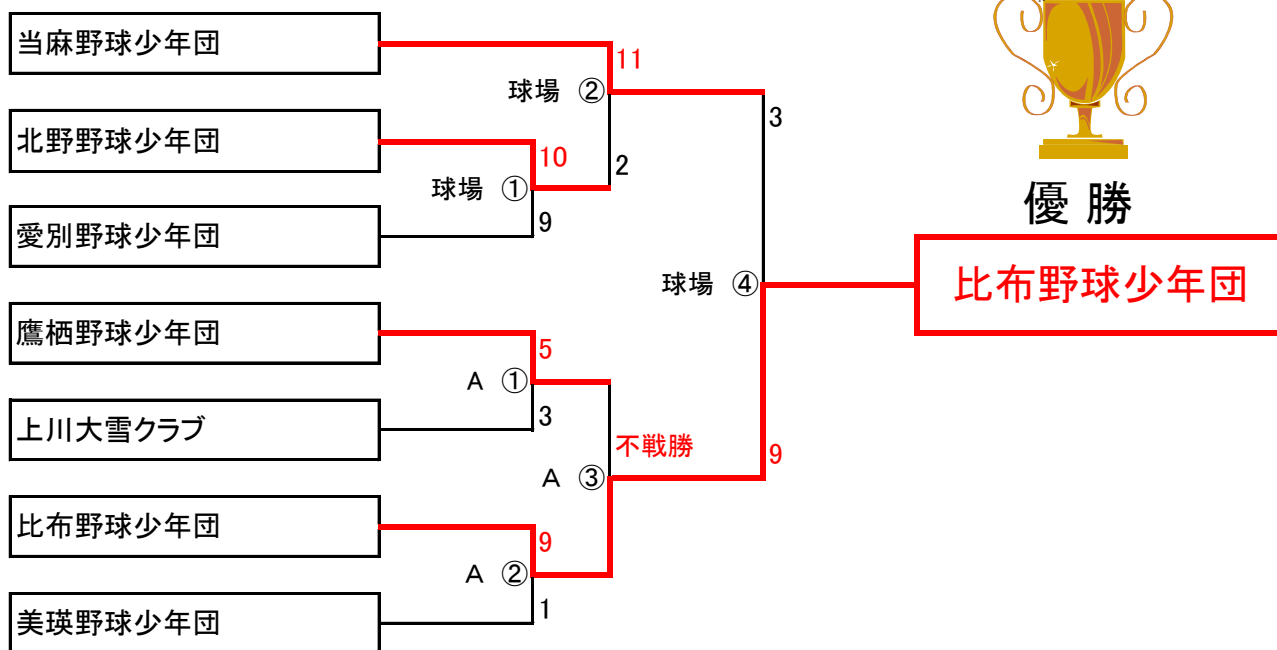 当麻野球少年団
11
球場 ②
3
北野野球少年団
10
2
球場 ①
優勝
9
愛別野球少年団
球場 ④
比布野球少年団
鷹栖野球少年団
5
A ①
3
上川大雪クラブ
不戦勝
9
A ③
比布野球少年団
9
A ②
1
美瑛野球少年団